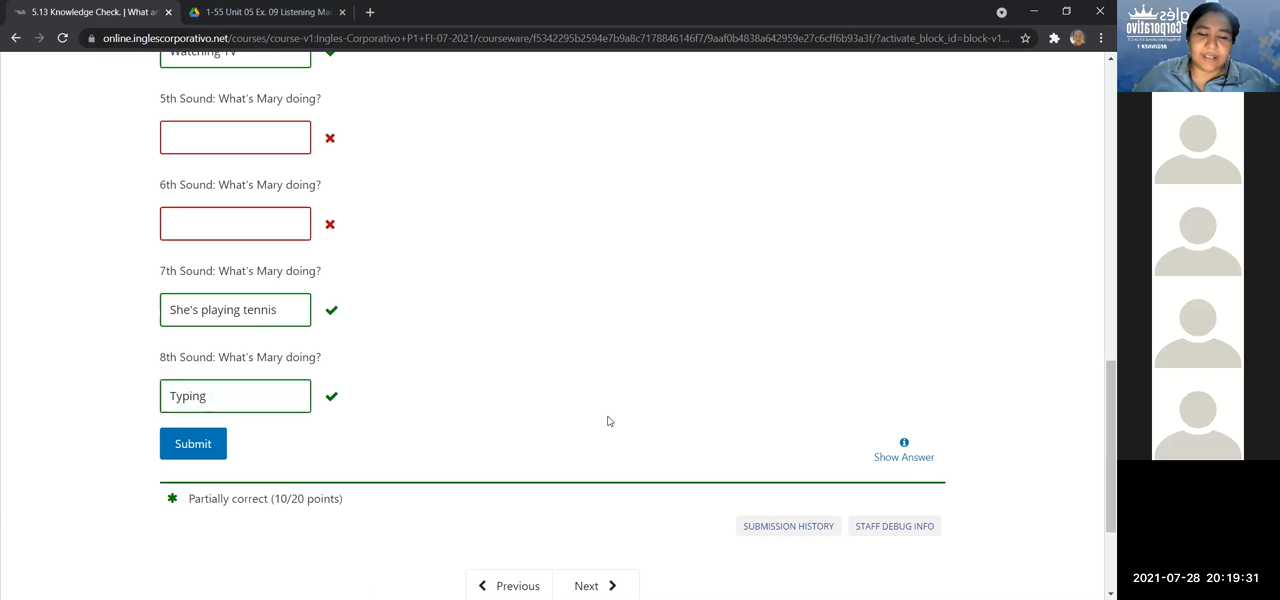 5.13 Knowledge Check. | What a
1-55 Unit 05 Ex. 09 Listening Ma
online.inglescorporativo.net/courses/course-v1:Ingles-Corporativo+P1+FI-07-2021/courseware/f5342295b2594e7b9a8c7178846146f7/9aaf0b4838a642959e27c6cff6b93a3f/?activate_block_id=block-v1...
Watching TV
5th Sound: What's Mary doing?
6th Sound: What's Mary doing?
7th Sound: What's Mary doing?
She's playing tennis
8th Sound: What's Mary doing?
Typing
Submit
Show Answer
Partially correct (10/20 points)
SUBMISSION HISTORY
STAFF DEBUG INFO
Previous
Next
2021-07-28 20:19:31